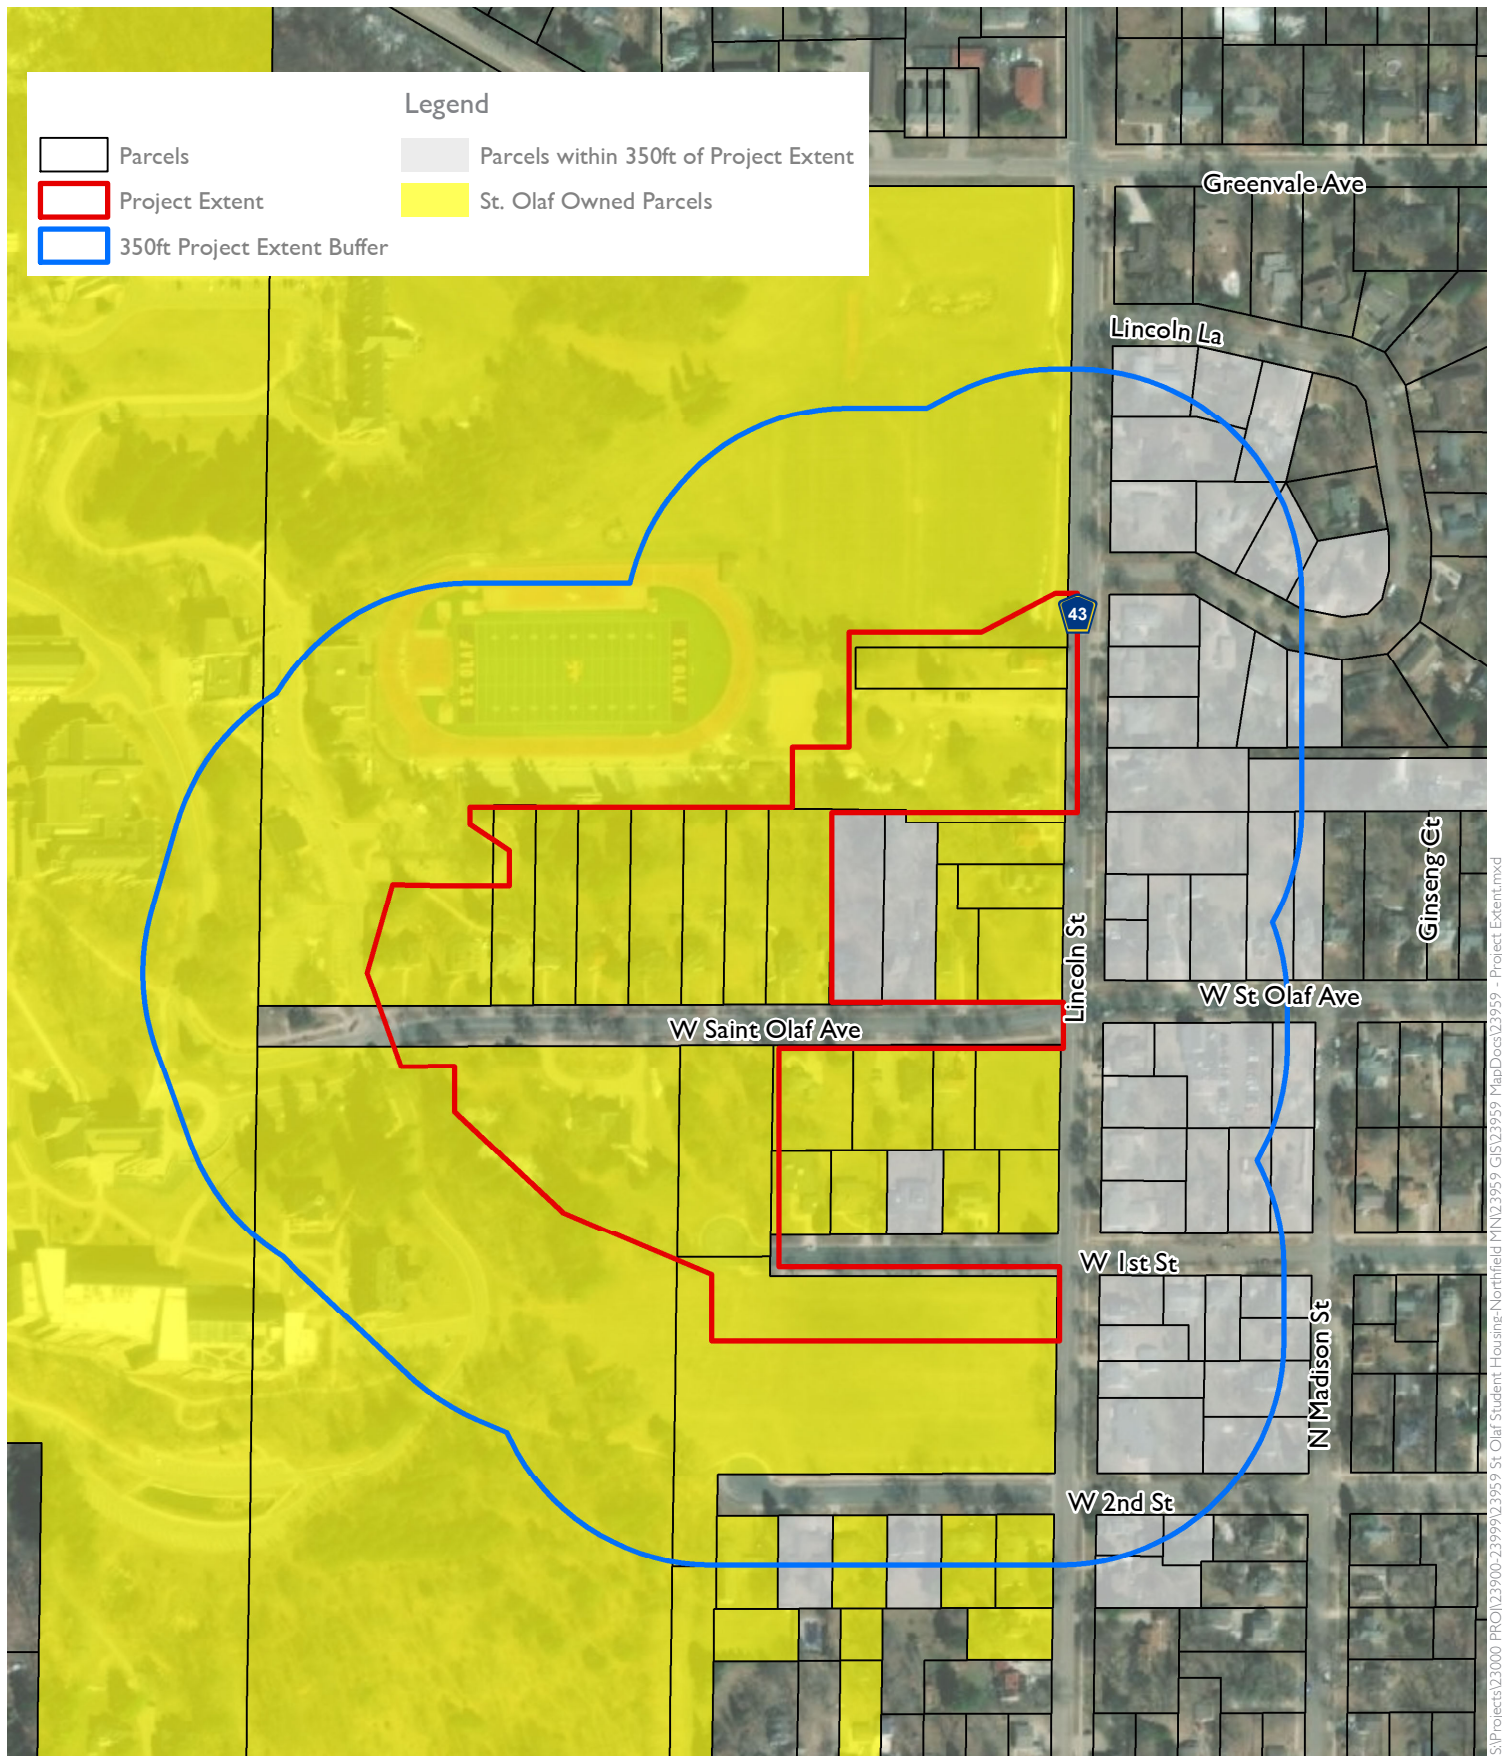 Legend
Parcels
Parcels within 350ft of Project Extent
Project Extent
St. Olaf Owned Parcels
350ft Project Extent Buffer
Greenvale Ave
Lincoln La
43
ST. OLAF
ST OLAF
Ginseng Ct
Lincoln St
W St Olaf Ave
W Saint Olaf Ave
W 1st St
N Madison St
W 2nd St
S:\Projects\23000 PROJ\23900-23999\23959 St Olaf Student Housing-Northfield MN\23959 GIS\23959 MapDocs\23959 - Project Extent.mxd